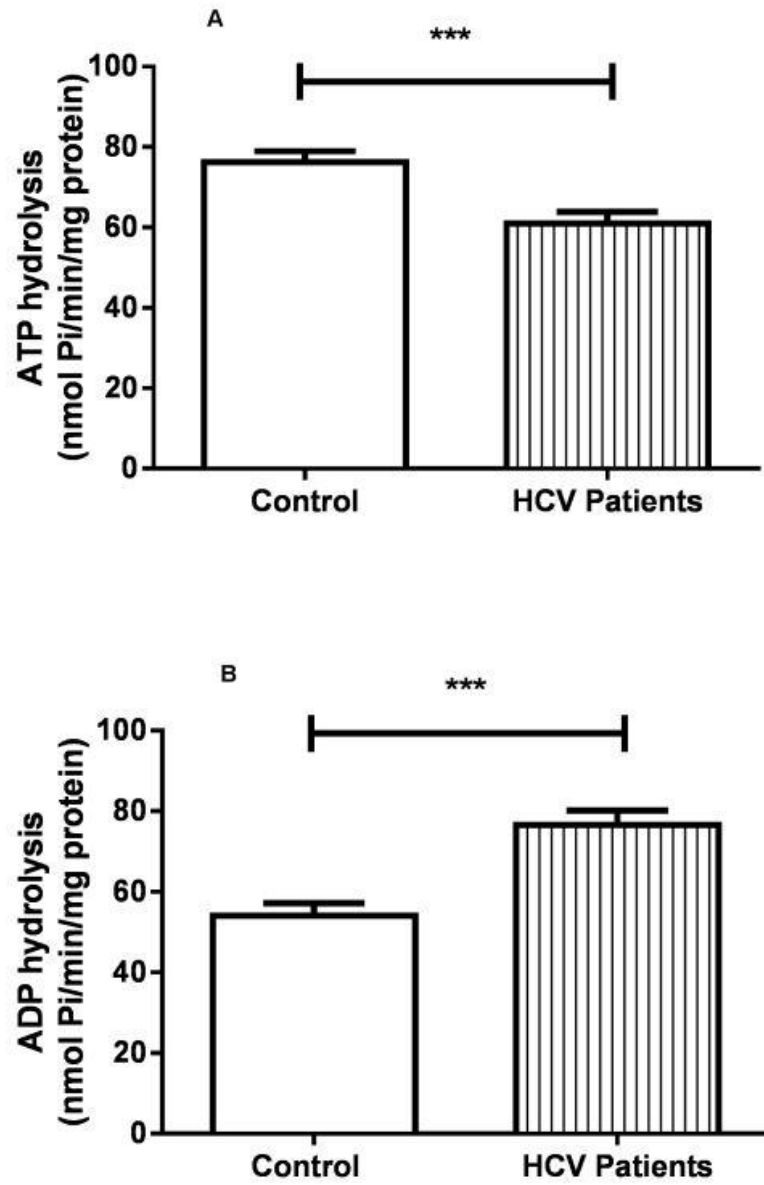 A
***
ATP hydrolysis
(nmol Pi/min/mg protein)
100
80
60
40
20
0
Control HCV Patients
B
***
ADP hydrolysis
(nmol Pi/min/mg protein)
100
80
60
40
20
0
Control HCV Patients